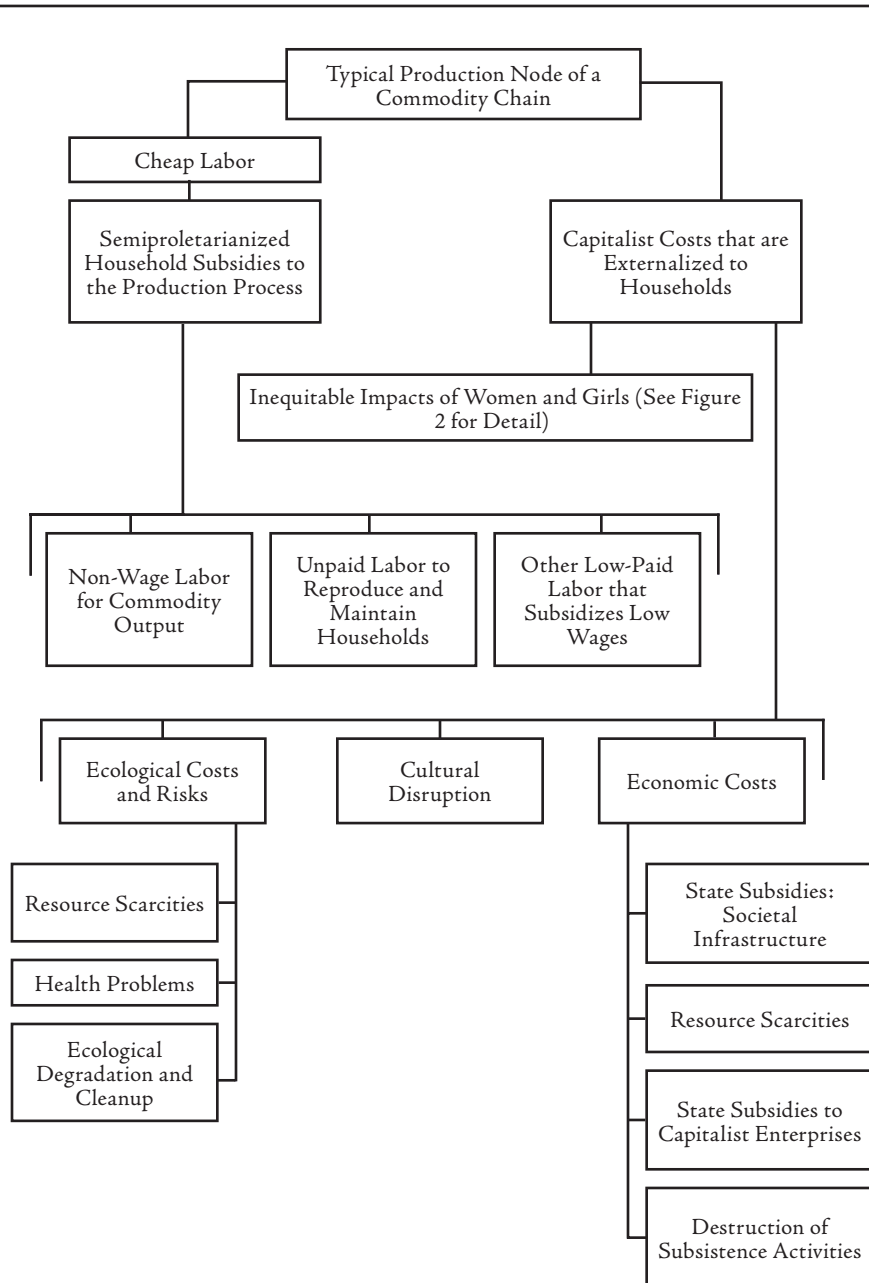 Typical Production Node of a
Commodity Chain
Cheap Labor
Semiproletarianized
Household Subsidies to
the Production Process
Capitalist Costs that are
Externalized to
Households
Inequitable Impacts of Women and Girls (See Figure
2 for Detail)
Non-Wage Labor
for Commodity
Output
Unpaid Labor to
Reproduce and
Maintain
Households
Other Low-Paid
Labor that
Subsidizes Low
Wages
Ecological Costs
and Risks
Cultural
Disruption
Economic Costs
Resource Scarcities
Health Problems
Ecological
Degradation and
Cleanup
State Subsidies:
Societal
Infrastructure
Resource Scarcities
State Subsidies to
Capitalist Enterprises
Destruction of
Subsistence Activities